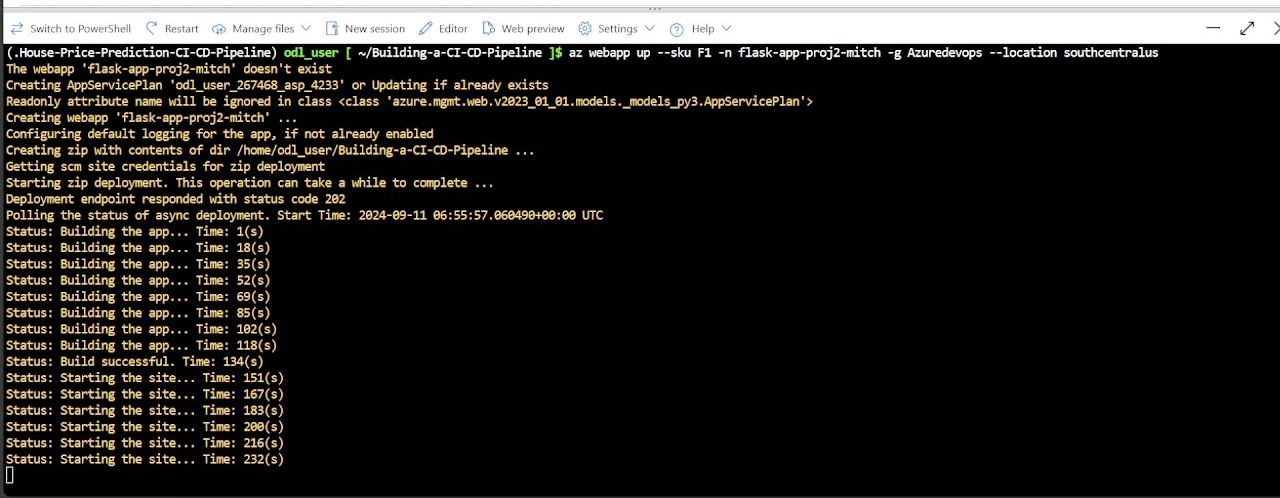 Switch to PowerShell Restart Manage files New session Editor Web preview Settings Help
(.House-Price-Prediction-CI-CD-Pipeline) odl_user [ ~/Building-a-CI-CD-Pipeline ]$ az webapp up --sku F1 -n flask-app-proj2-mitch -g Azuredevops --location southcentralus
The webapp 'flask-app-proj2-mitch' doesn't exist
Creating AppServicePlan 'odl_user_267468_asp_4233' or Updating if already exists
Readonly attribute name will be ignored in class <class 'azure.mgmt.web.v2023_01_01.models._models_py3.AppServicePlan'>
Creating webapp 'flask-app-proj2-mitch' ...
Configuring default logging for the app, if not already enabled
Creating zip with contents of dir /home/odl_user/Building-a-CI-CD-Pipeline ...
Getting scm site credentials for zip deployment
Starting zip deployment. This operation can take a while to complete ...
Deployment endpoint responded with status code 202
Polling the status of async deployment. Start Time: 2024-09-11 06:55:57.060490+00:00 UTC
Status: Building the app... Time: 1(s)
Status: Building the app... Time: 18(s)
Status: Building the app... Time: 35(s)
Status: Building the app... Time: 52(s)
Status: Building the app... Time: 69(s)
Status: Building the app... Time: 85(s)
Status: Building the app... Time: 102(s)
Status: Building the app... Time: 118(s)
Status: Build successful. Time: 134(s)
Status: Starting the site... Time: 151(s)
Status: Starting the site... Time: 167(s)
Status: Starting the site... Time: 183(s)
Status: Starting the site... Time: 200(s)
Status: Starting the site... Time: 216(s)
Status: Starting the site... Time: 232(s)